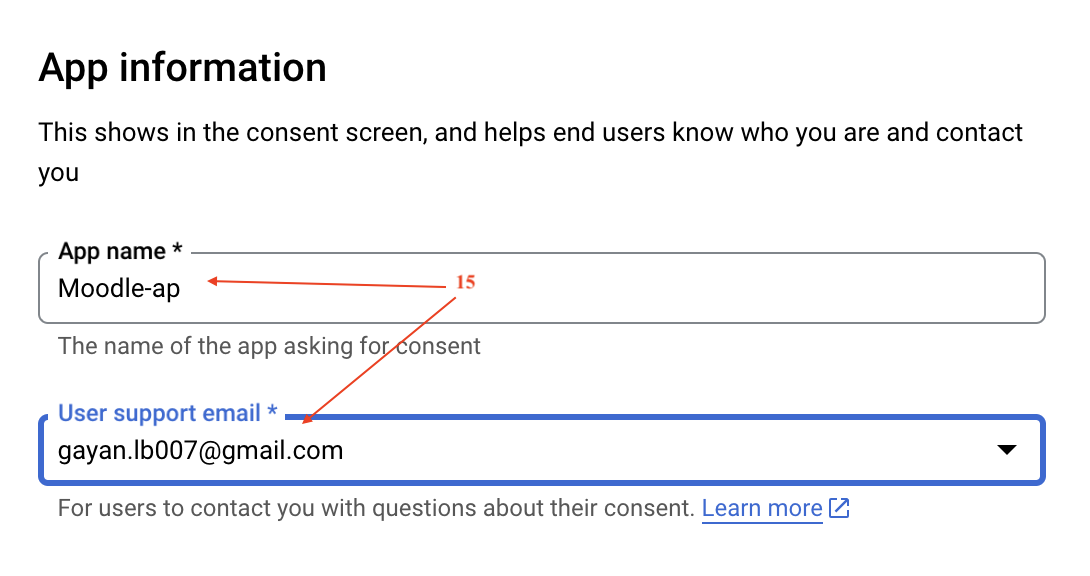 App information
This shows in the consent screen, and helps end users know who you are and contact
you
App name *
Moodle-ap
15
The name of the app asking for consent
User support email *
gayan.lb007@gmail.com
For users to contact you with questions about their consent. Learn more